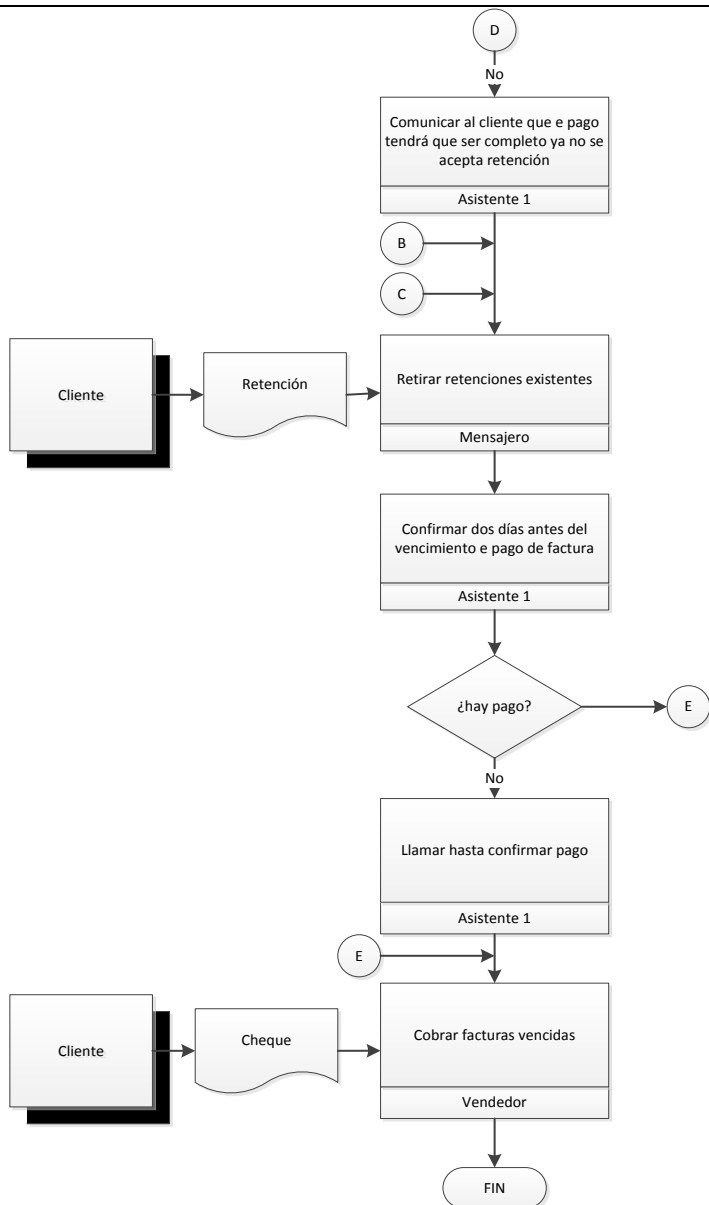 D
No
Comunicar al cliente que e pago
tendrá que ser completo ya no se
acepta retención
Asistente 1
B
C
Cliente
Retención
Retirar retenciones existentes
Mensajero
Confirmar dos días antes del
vencimiento e pago de factura
Asistente 1
¿hay pago?
E
No
Llamar hasta confirmar pago
Asistente 1
E
Cliente
Cheque
Cobrar facturas vencidas
Vendedor
FIN